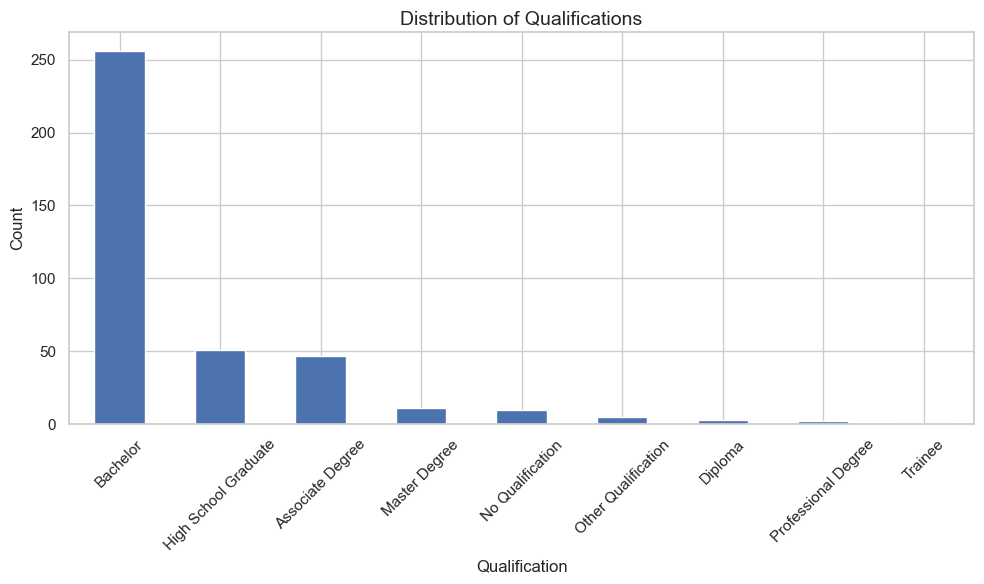 Distribution of Qualifications
Count
250
200
150
100
50
0
Bachelor
High School Graduate
Associate Degree
Master Degree
No Qualification
Other Qualification
Diploma
Professional Degree
Trainee
Qualification